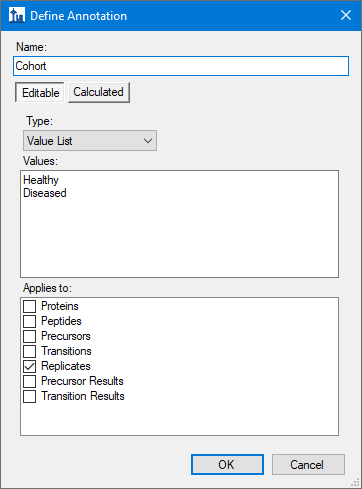 Define Annotation
Name:
Cohort
Editable Calculated
Type:
Value List
Values:
Healthy
Diseased
Applies to:
Proteins
Peptides
Precursors
Transitions
Replicates
Precursor Results
Transition Results
OK Cancel